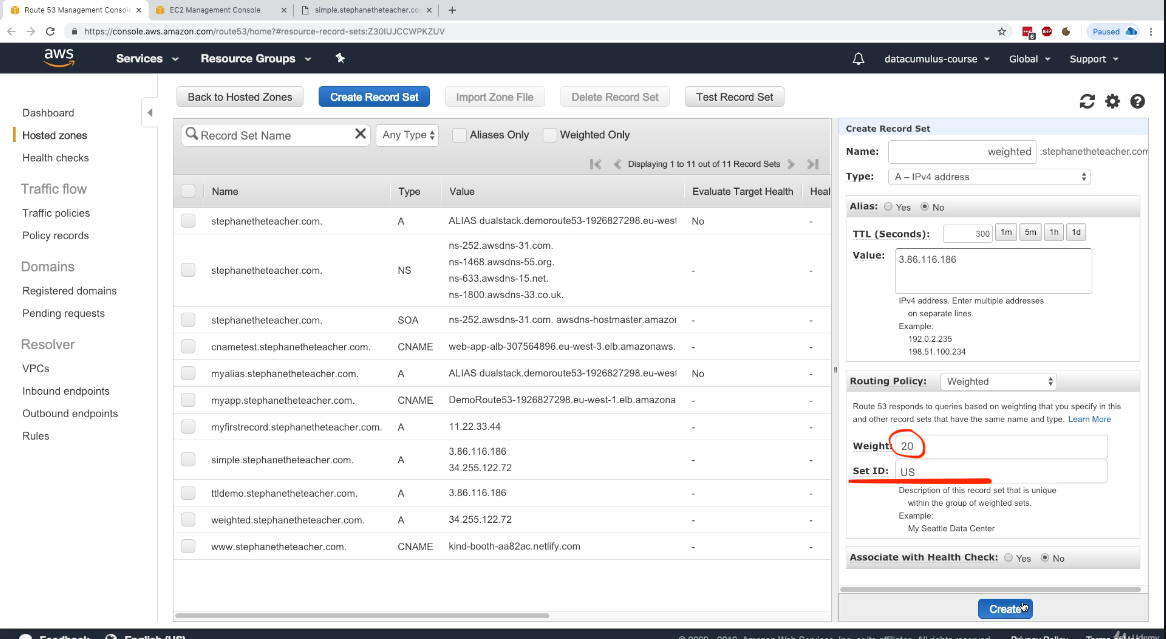 Route 53 Management Consol
EC2 Management Console
simple.stephanetheteacher.co
https://console.aws.amazon.com/route53/home?#resource-record-sets:Z30IUJCCWPKZUV
Paused
aws
Services
Resource Groups
datacumulus-course
Global
Support
Dashboard
Hosted zones
Health checks
Traffic flow
Traffic policies
Policy records
Domains
Registered domains
Pending requests
Resolver
VPCs
Inbound endpoints
Outbound endpoints
Rules
Back to Hosted Zones
Create Record Set
Import Zone File
Delete Record Set
Test Record Set
Record Set Name
Any Type
Aliases Only
Weighted Only
Displaying 1 to 11 out of 11 Record Sets
Name Type Value Evaluate Target Health Heal
stephanetheteacher.com. A ALIAS dualstack.demoroute53-1926827298.eu-west No -
stephanetheteacher.com. NS ns-252.awsdns-31.com. - -
ns-1468.awsdns-55.org.
ns-633.awsdns-15.net.
ns-1800.awsdns-33.co.uk.
stephanetheteacher.com. SOA ns-252.awsdns-31.com. awsdns-hostmaster.amazon - -
cnametest.stephanetheteacher.com. CNAME web-app-alb-307564896.eu-west-3.elb.amazonaws. - -
myalias.stephanetheteacher.com. A ALIAS dualstack.demoroute53-1926827298.eu-west No -
myapp.stephanetheteacher.com. CNAME DemoRoute53-1926827298.eu-west-1.elb.amazona - -
myfirstrecord.stephanetheteacher.com. A 11.22.33.44 - -
simple.stephanetheteacher.com. A 3.86.116.186 - -
34.255.122.72
ttldemo.stephanetheteacher.com. A 3.86.116.186 - -
weighted.stephanetheteacher.com. A 34.255.122.72 - -
www.stephanetheteacher.com. CNAME kind-booth-aa82ac.netlify.com - -
Create Record Set
Name: weighted .stephanetheteacher.com
Type: A – IPv4 address
Alias: Yes No
TTL (Seconds): 300 1m 5m 1h 1d
Value: 3.86.116.186
IPv4 address. Enter multiple addresses
on separate lines.
Example:
192.0.2.235
198.51.100.234
Routing Policy: Weighted
Route 53 responds to queries based on weighting that you specify in this
and other record sets that have the same name and type. Learn More
Weight: 20
Set ID: US
Description of this record set that is unique
within the group of weighted sets.
Example:
My Seattle Data Center
Associate with Health Check: Yes No
Create
Feedback
English (US)